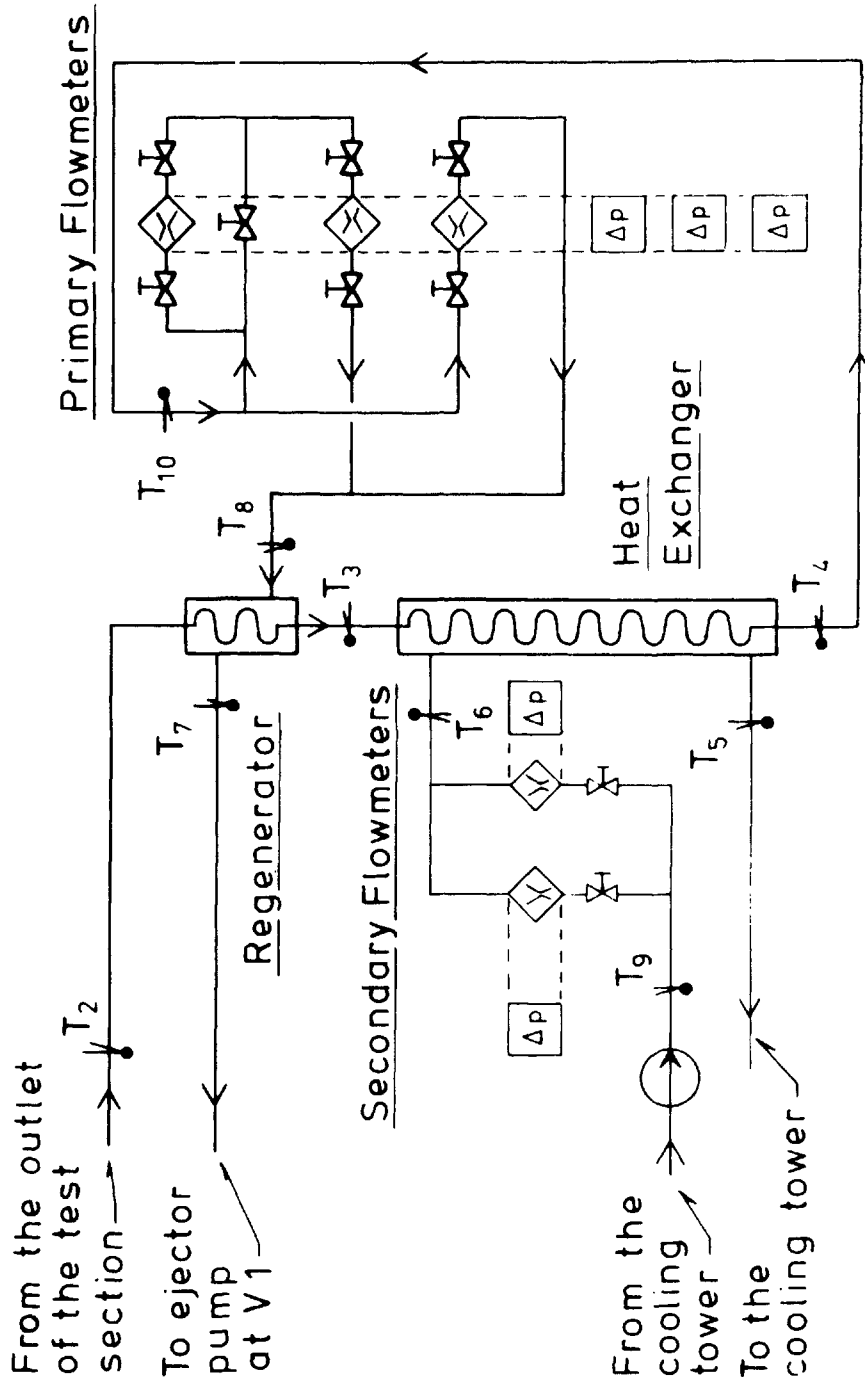 From the outlet
of the test
section
T2
To ejector
pump
at V1
T7
Regenerator
T8
T3
T10
Primary Flowmeters
Δp
Δp
Δp
Heat
Exchanger
T4
Secondary Flowmeters
Δp
Δp
T6
T9
T5
From the
cooling
tower
To the
cooling tower